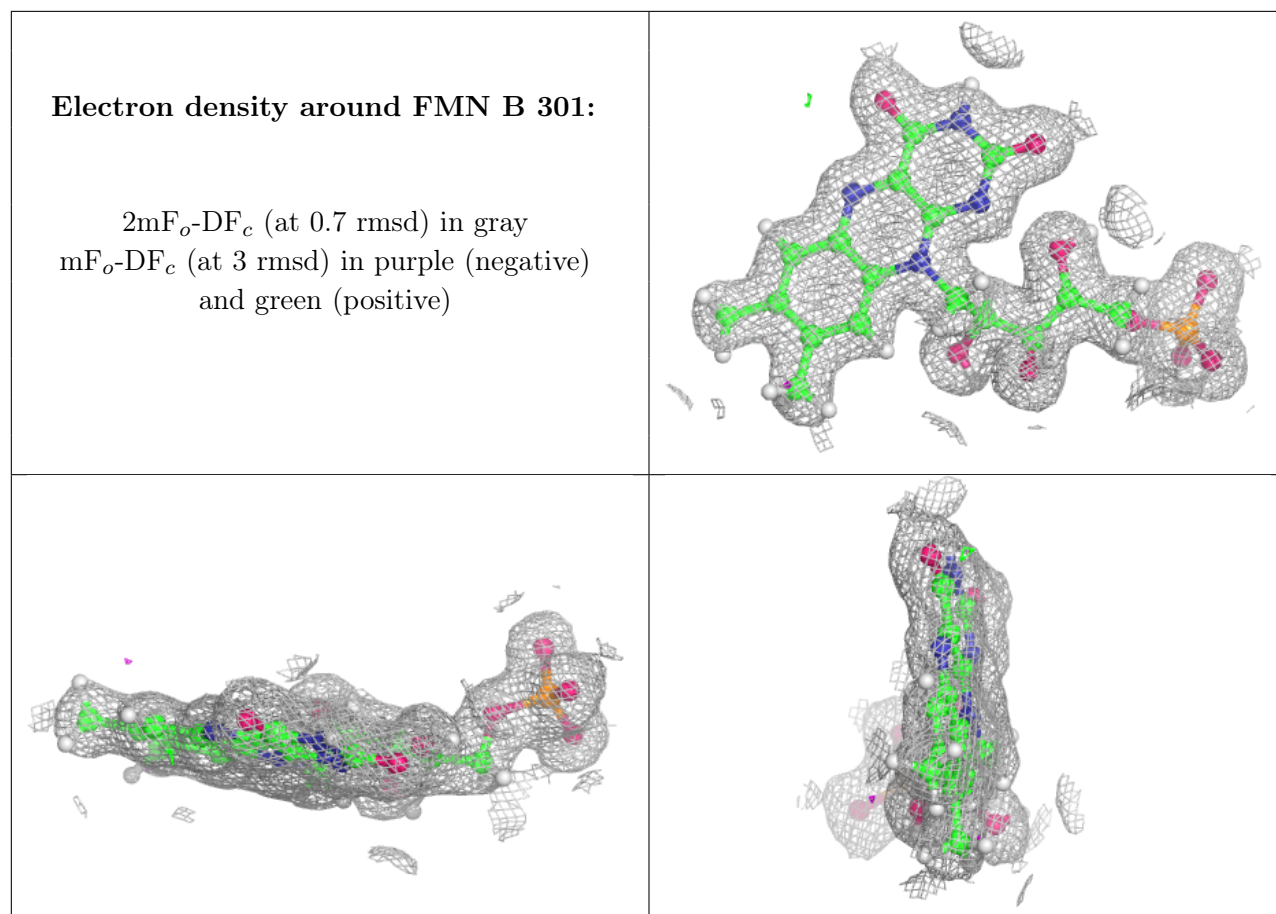 Electron density around FMN B 301:
2mFₒ-DF𝒸 (at 0.7 rmsd) in gray
mFₒ-DF𝒸 (at 3 rmsd) in purple (negative)
and green (positive)